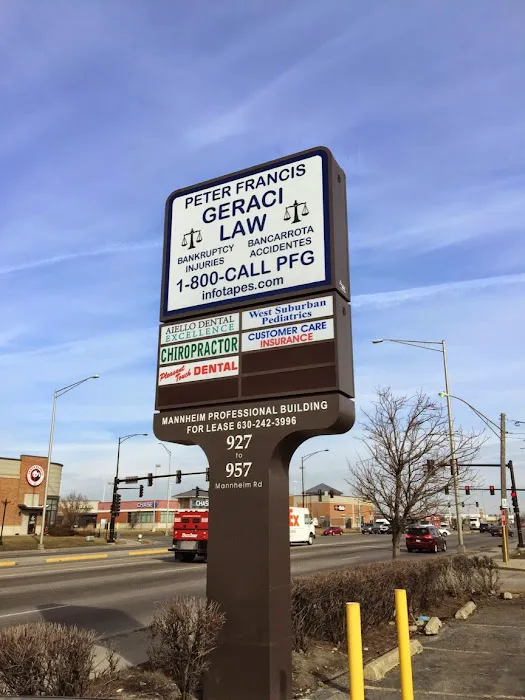 PETER FRANCIS
GERACI
LAW
BANKRUPTCY
INJURIES
BANCARROTA
ACCIDENTES
1-800-CALL PFG
infotapes.com
AIELLO DENTAL
EXCELLENCE
CHIROPRACTOR
Pleasant
Touch DENTAL
West Suburban
Pediatrics
CUSTOMER CARE
INSURANCE
MANNHEIM PROFESSIONAL BUILDING
FOR LEASE 630-242-3996
927
to
957
Mannheim Rd
CHASE
CHASE